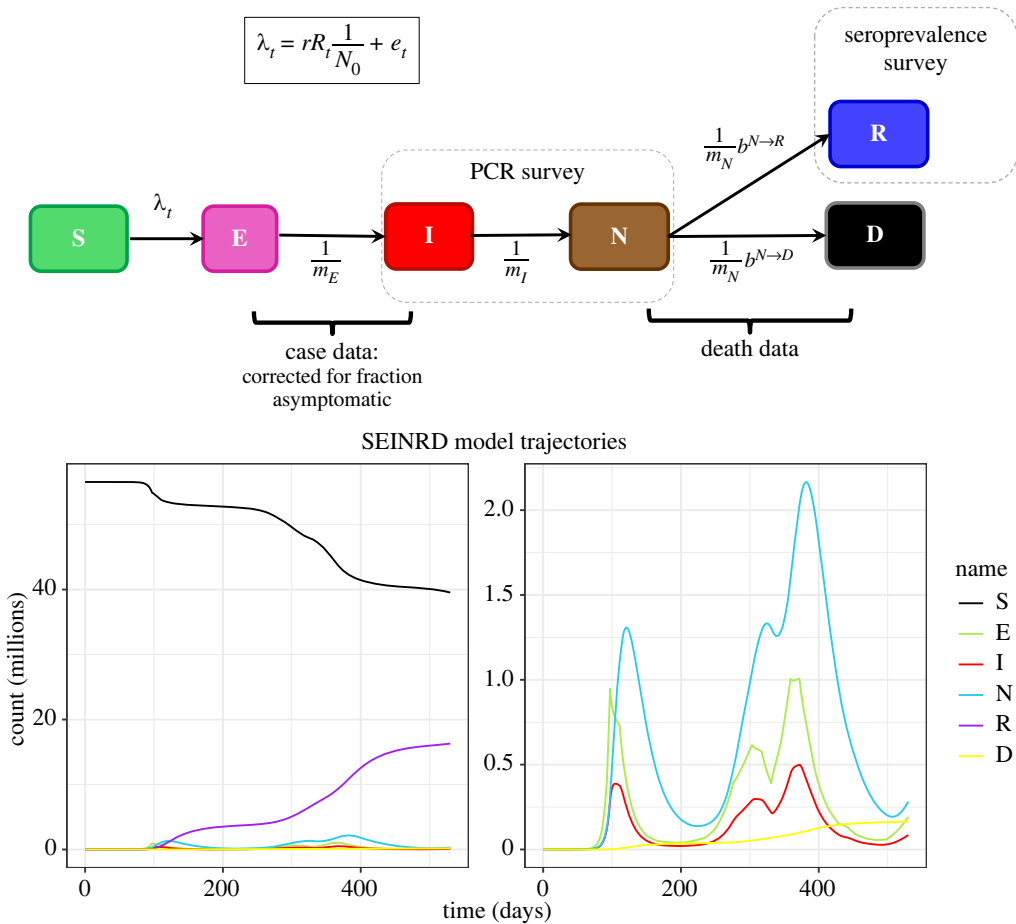 λ_t = rR_t 1/N_0 + e_t
seroprevalence
survey
R
1/m_N b^{N→R}
PCR survey
λ_t
S
E
I
N
D
1/m_E
1/m_I
1/m_N b^{N→D}
case data:
corrected for fraction
asymptomatic
death data
SEINRD model trajectories
count (millions)
40
20
0
0
200
400
2.0
1.5
1.0
0.5
0
0
200
400
time (days)
name
S
E
I
N
R
D